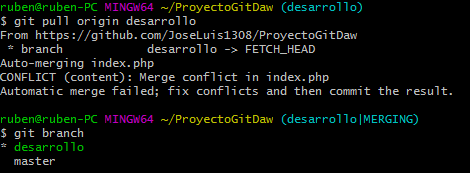 ruben@ruben-PC MINGW64 ~/ProyectoGitDaw (desarrollo)
$ git pull origin desarrollo
From https://github.com/JoseLuis1308/ProyectoGitDaw
 * branch            desarrollo -> FETCH_HEAD
Auto-merging index.php
CONFLICT (content): Merge conflict in index.php
Automatic merge failed; fix conflicts and then commit the result.
ruben@ruben-PC MINGW64 ~/ProyectoGitDaw (desarrollo|MERGING)
$ git branch
* desarrollo
  master